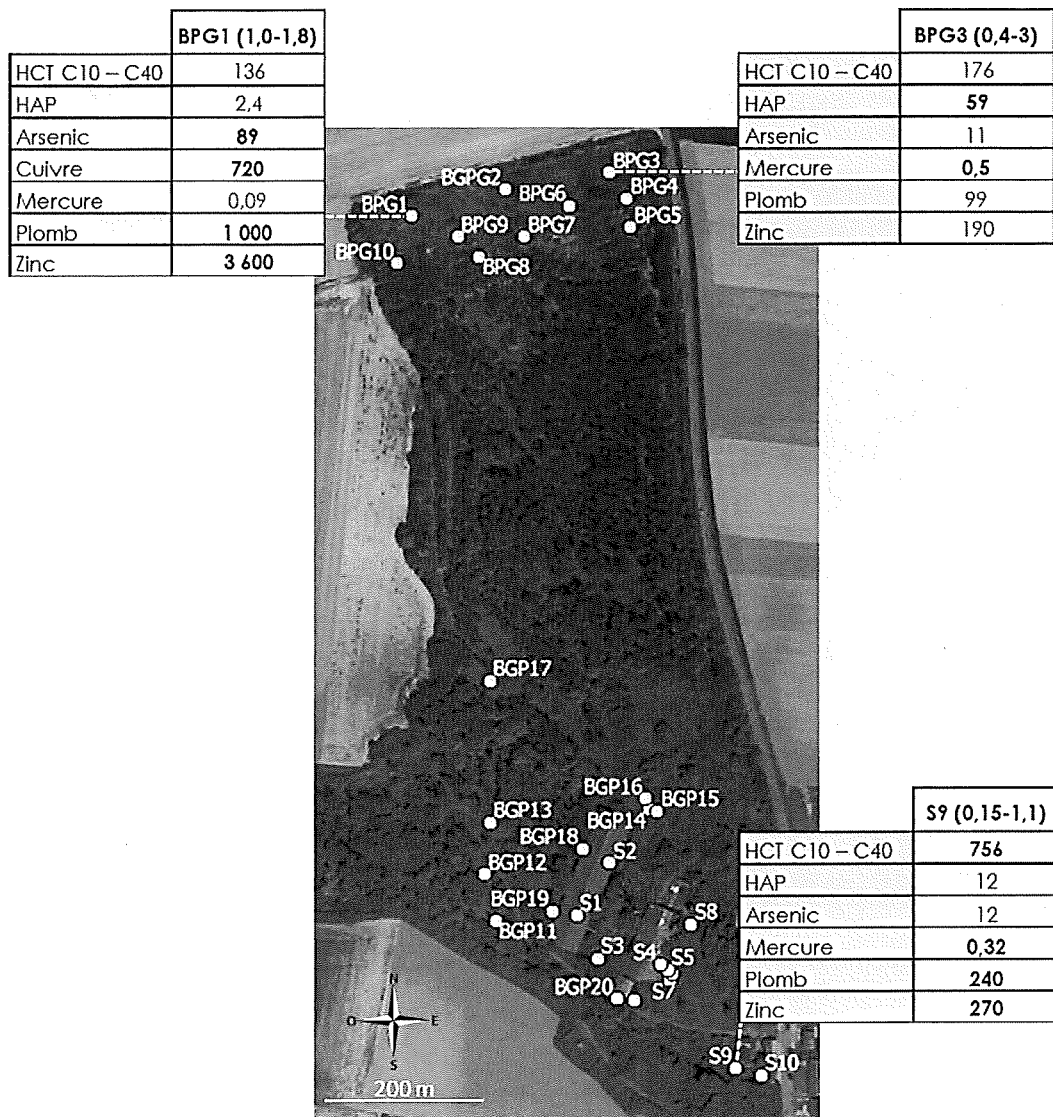 BPG1 (1,0-1,8)
HCT C10 – C40 136
HAP 2,4
Arsenic 89
Cuivre 720
Mercure 0,09
Plomb 1 000
Zinc 3 600
BPG3 (0,4-3)
HCT C10 – C40 176
HAP 59
Arsenic 11
Mercure 0,5
Plomb 99
Zinc 190
BPG3
BGPG2
BPG6
BPG4
BPG1
BPG5
BPG9
BPG7
BPG10
BPG8
BGP17
BGP16
BGP15
BGP13
BGP14
BGP18
S2
BGP12
BGP19
S1
S8
BGP11
S3
S4
S5
BGP20
S7
S9
S10
S9 (0,15-1,1)
HCT C10 – C40 756
HAP 12
Arsenic 12
Mercure 0,32
Plomb 240
Zinc 270
N
O E
S
200 m